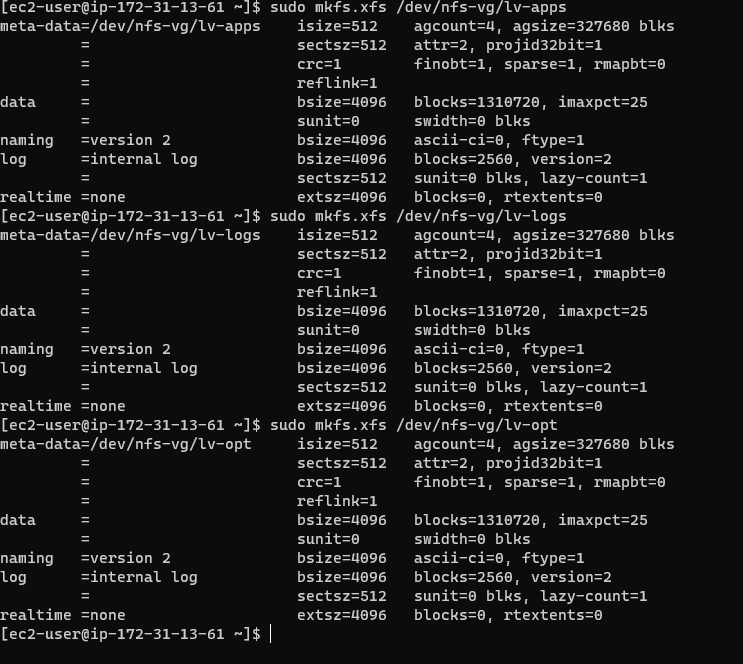 [ec2-user@ip-172-31-13-61 ~]$ sudo mkfs.xfs /dev/nfs-vg/lv-apps
meta-data=/dev/nfs-vg/lv-apps    isize=512    agcount=4, agsize=327680 blks
         =                       sectsz=512   attr=2, projid32bit=1
         =                       crc=1        finobt=1, sparse=1, rmapbt=0
         =                       reflink=1
data     =                       bsize=4096   blocks=1310720, imaxpct=25
         =                       sunit=0      swidth=0 blks
naming   =version 2              bsize=4096   ascii-ci=0, ftype=1
log      =internal log           bsize=4096   blocks=2560, version=2
         =                       sectsz=512   sunit=0 blks, lazy-count=1
realtime =none                   extsz=4096   blocks=0, rtextents=0
[ec2-user@ip-172-31-13-61 ~]$ sudo mkfs.xfs /dev/nfs-vg/lv-logs
meta-data=/dev/nfs-vg/lv-logs    isize=512    agcount=4, agsize=327680 blks
         =                       sectsz=512   attr=2, projid32bit=1
         =                       crc=1        finobt=1, sparse=1, rmapbt=0
         =                       reflink=1
data     =                       bsize=4096   blocks=1310720, imaxpct=25
         =                       sunit=0      swidth=0 blks
naming   =version 2              bsize=4096   ascii-ci=0, ftype=1
log      =internal log           bsize=4096   blocks=2560, version=2
         =                       sectsz=512   sunit=0 blks, lazy-count=1
realtime =none                   extsz=4096   blocks=0, rtextents=0
[ec2-user@ip-172-31-13-61 ~]$ sudo mkfs.xfs /dev/nfs-vg/lv-opt
meta-data=/dev/nfs-vg/lv-opt     isize=512    agcount=4, agsize=327680 blks
         =                       sectsz=512   attr=2, projid32bit=1
         =                       crc=1        finobt=1, sparse=1, rmapbt=0
         =                       reflink=1
data     =                       bsize=4096   blocks=1310720, imaxpct=25
         =                       sunit=0      swidth=0 blks
naming   =version 2              bsize=4096   ascii-ci=0, ftype=1
log      =internal log           bsize=4096   blocks=2560, version=2
         =                       sectsz=512   sunit=0 blks, lazy-count=1
realtime =none                   extsz=4096   blocks=0, rtextents=0
[ec2-user@ip-172-31-13-61 ~]$